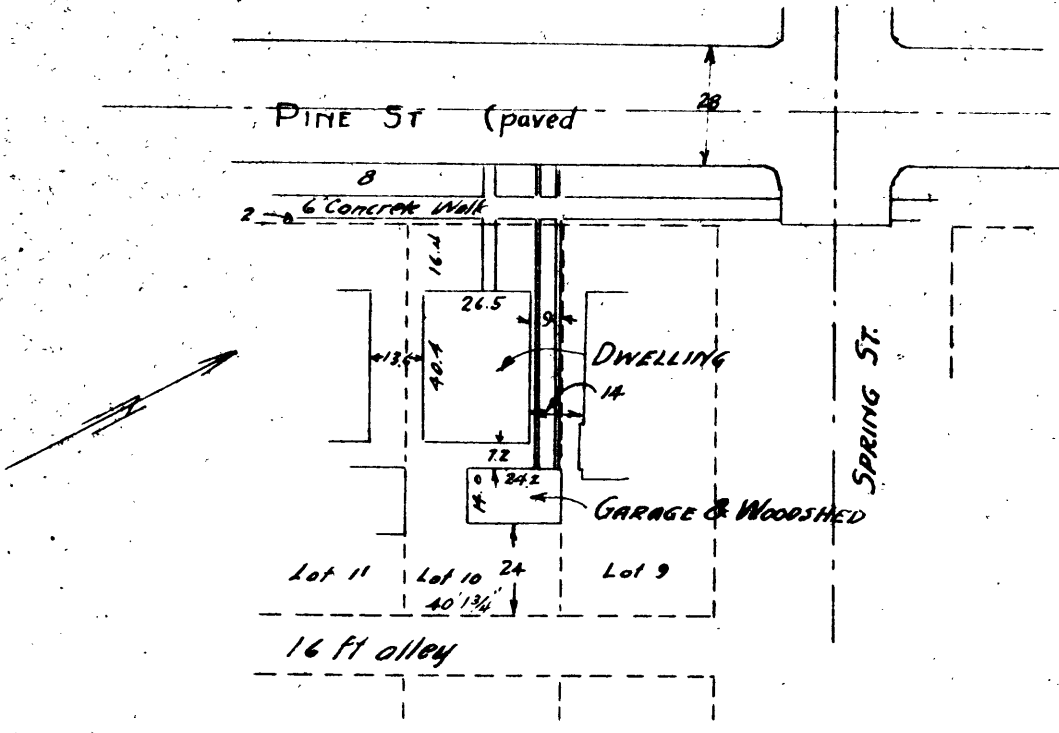 28
PINE ST (paved
8
6' Concrete Walk
2
16.4
26.5
9
13.6
40.4
DWELLING
14
SPRING ST.
7.2
24.2
14.0
GARAGE & WOODSHED
Lot 11
Lot 10
24
Lot 9
40' 1 3/4"
16 ft alley